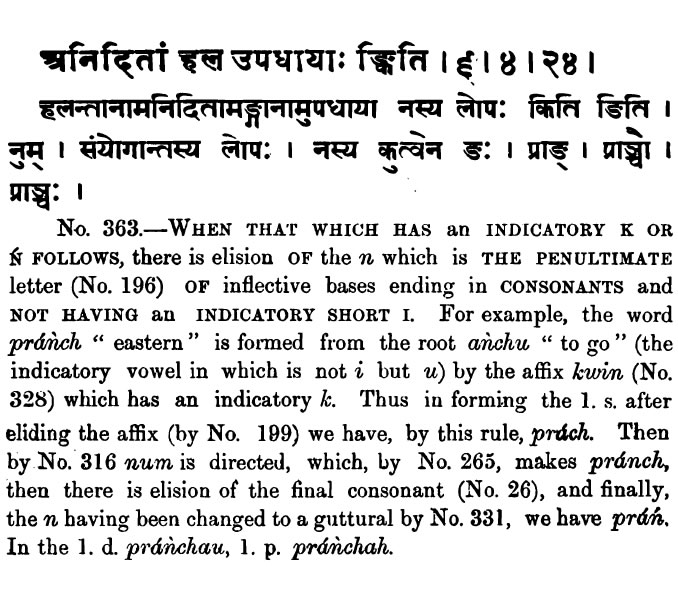 अनिदितां हल उपधायाः ङ्किति । ६ । ४ । २४ ।
हलन्तानामनिदितामङ्गानामुपधाया नस्य लोपः किति ङिति ।
नुम् । संयोगान्तस्य लोपः । नस्य कुत्वेन ङः । प्राङ् । प्राञ्चो ।
प्राञ्चः ।
No. 363.—WHEN THAT WHICH HAS an INDICATORY K OR
Ṅ FOLLOWS, there is elision OF the n which is THE PENULTIMATE
letter (No. 196) OF inflective bases ending in CONSONANTS and
NOT HAVING an INDICATORY SHORT I. For example, the word
práṅch “ eastern ” is formed from the root aṅchu “ to go ” (the
indicatory vowel in which is not i but u) by the affix kwin (No.
328) which has an indicatory k. Thus in forming the 1. s. after
eliding the affix (by No. 199) we have, by this rule, prách. Then
by No. 316 num is directed, which, by No. 265, makes pránch,
then there is elision of the final consonant (No. 26), and finally,
the n having been changed to a guttural by No. 331, we have práṅ.
In the 1. d. práṅchau, 1. p. práṅchah.